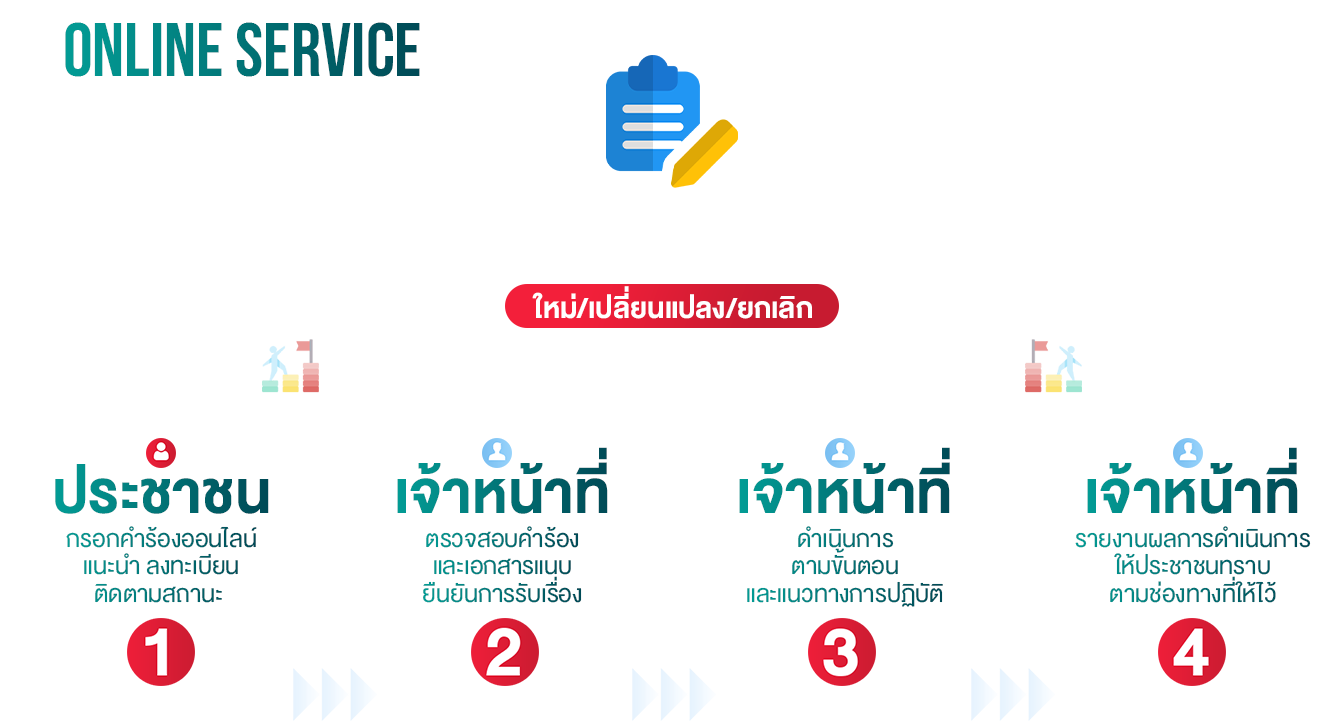 ONLINE SERVICE
ใหม่/เปลี่ยนแปลง/ยกเลิก
ประชาชน
กรอกคำร้องออนไลน์
แนะนำ ลงทะเบียน
ติดตามสถานะ
1
เจ้าหน้าที่
ตรวจสอบคำร้อง
และเอกสารแนบ
ยืนยันการรับเรื่อง
2
เจ้าหน้าที่
ดำเนินการ
ตามขั้นตอน
และแนวทางการปฏิบัติ
3
เจ้าหน้าที่
รายงานผลการดำเนินการ
ให้ประชาชนทราบ
ตามช่องทางที่ให้ไว้
4